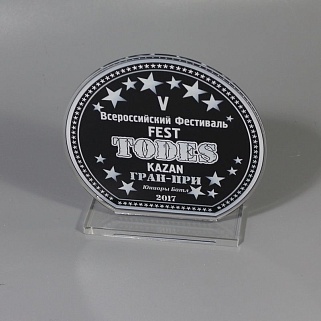 V
Всероссийский Фестиваль
FEST
TODES
KAZAN
ГРАН-ПРИ
Юниоры Батл
2017